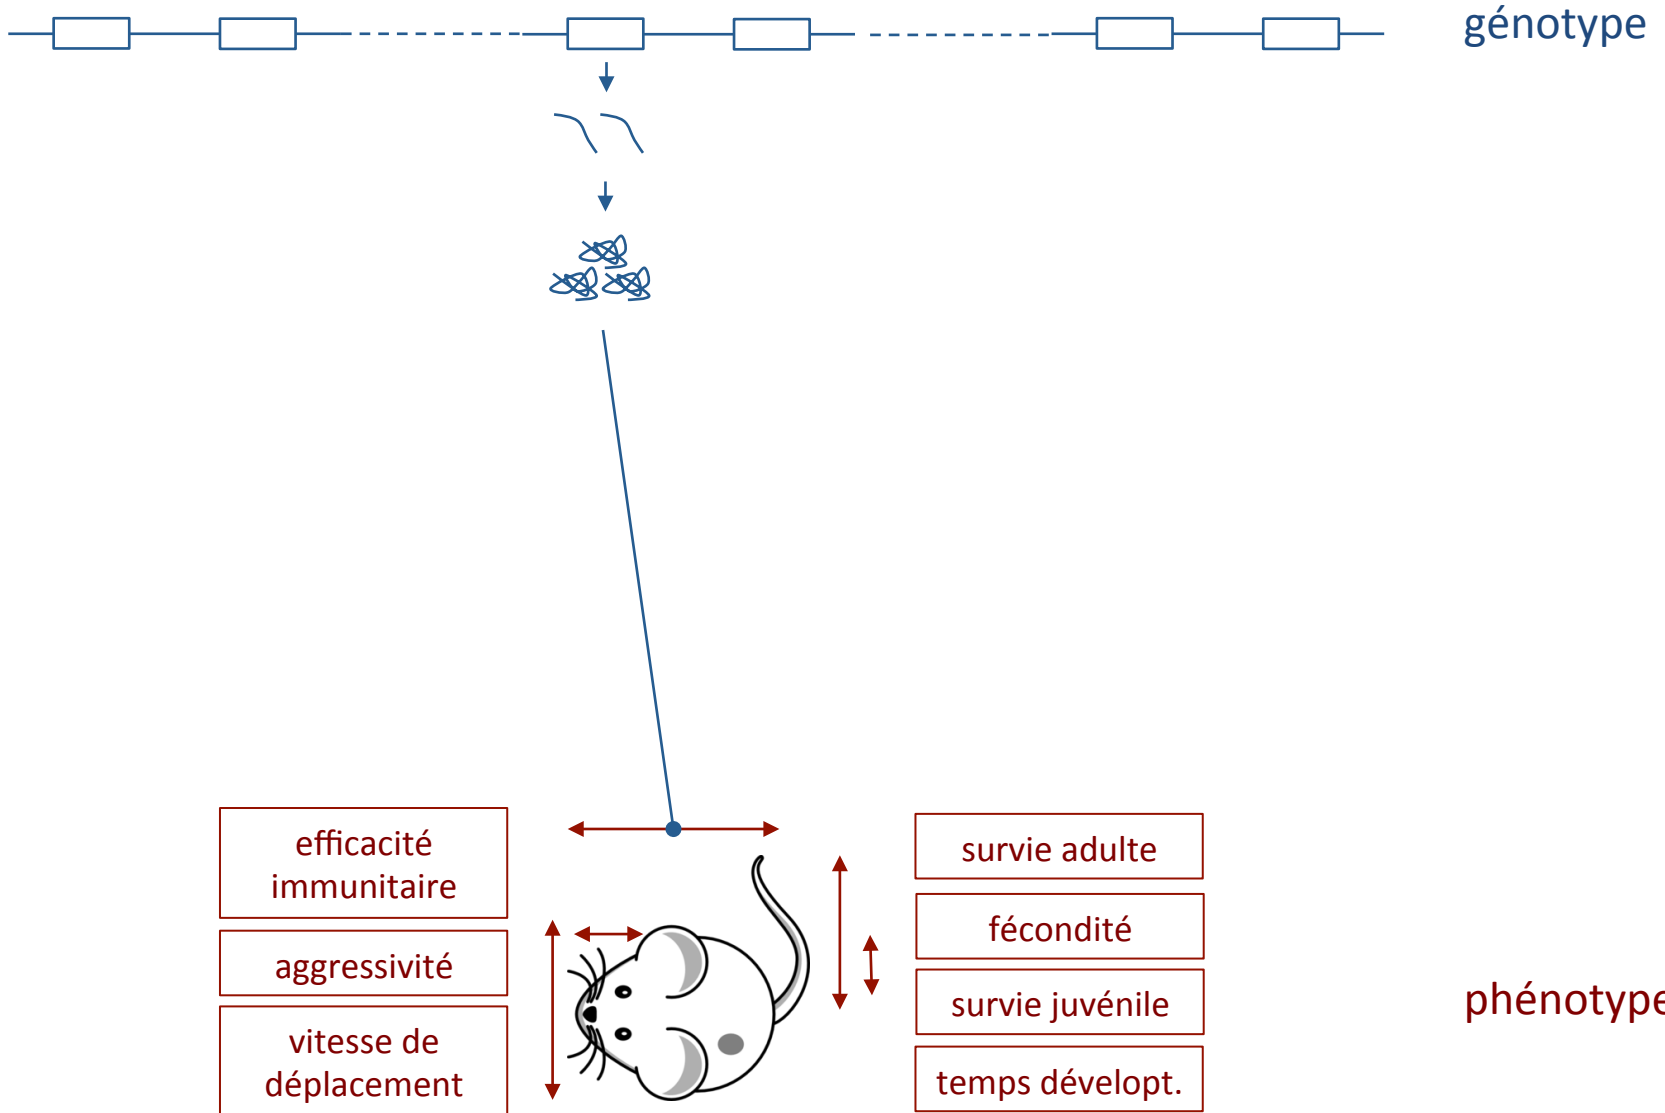 génotype
efficacité
immunitaire
aggressivité
vitesse de
déplacement
survie adulte
fécondité
survie juvénile
temps développt.
phénotype